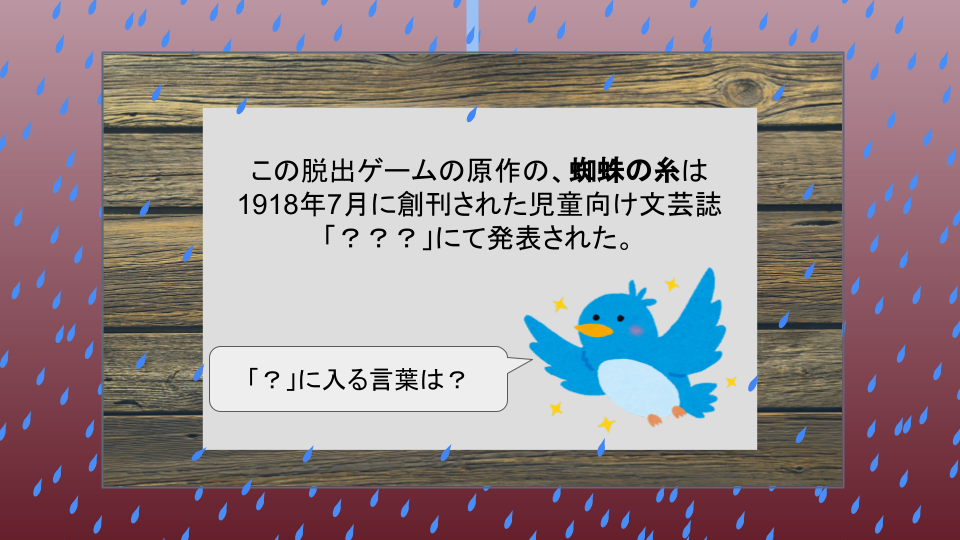 この脱出ゲームの原作の、蜘蛛の糸は
1918年7月に創刊された児童向け文芸誌
「？？？」にて発表された。
「？」に入る言葉は？